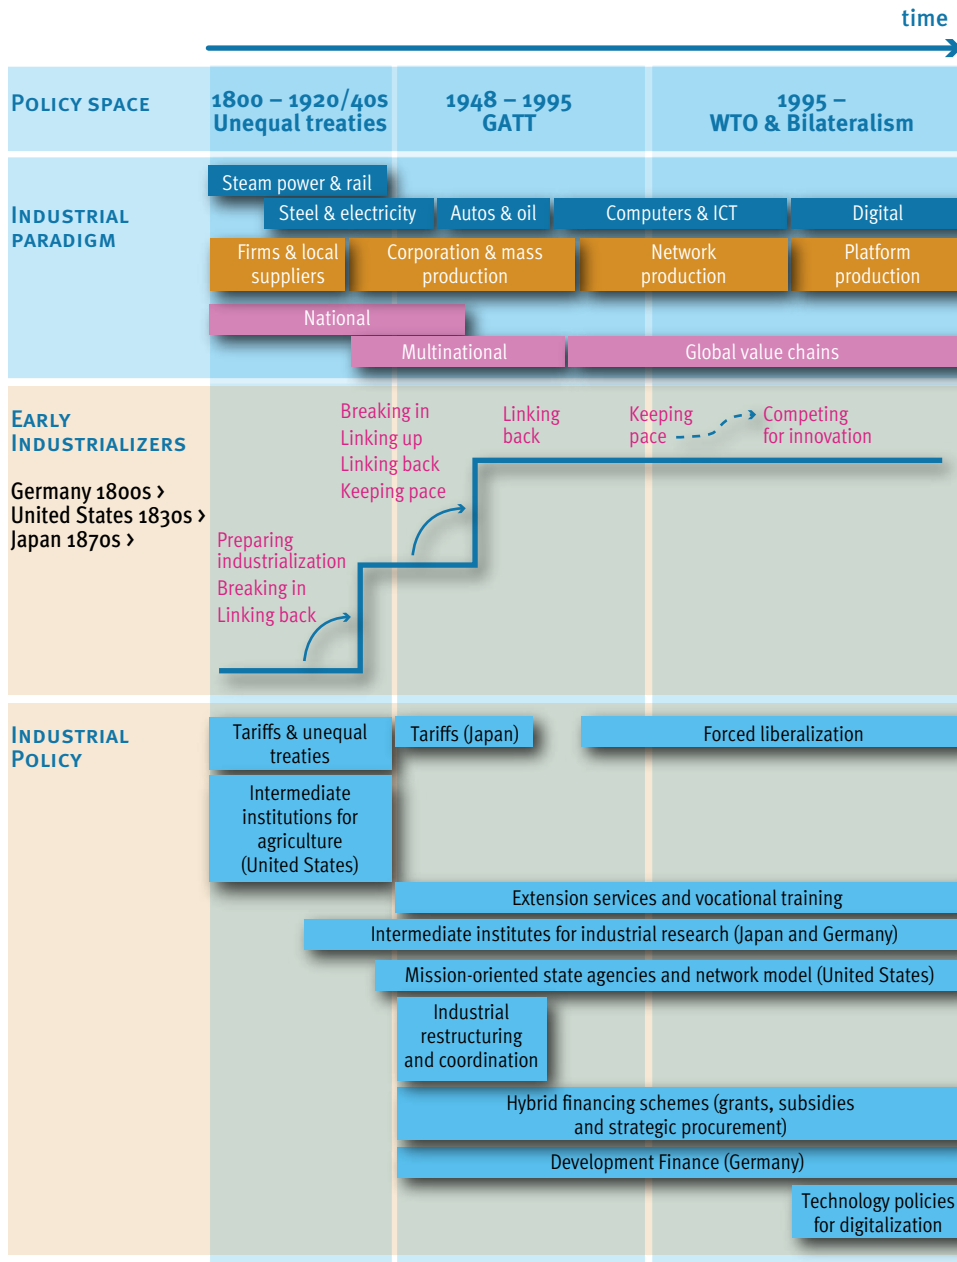 time
POLICY SPACE
1800 – 1920/40s
Unequal treaties
1948 – 1995
GATT
1995 –
WTO & Bilateralism
INDUSTRIAL
PARADIGM
Steam power & rail
Steel & electricity
Autos & oil
Computers & ICT
Digital
Firms & local
suppliers
Corporation & mass
production
Network
production
Platform
production
National
Multinational
Global value chains
EARLY
INDUSTRIALIZERS
Germany 1800s >
United States 1830s >
Japan 1870s >
Preparing
industrialization
Breaking in
Linking back
Breaking in
Linking up
Linking back
Keeping pace
Linking
back
Keeping
pace
Competing
for innovation
INDUSTRIAL
POLICY
Tariffs & unequal
treaties
Tariffs (Japan)
Forced liberalization
Intermediate
institutions for
agriculture
(United States)
Extension services and vocational training
Intermediate institutes for industrial research (Japan and Germany)
Mission-oriented state agencies and network model (United States)
Industrial
restructuring
and coordination
Hybrid financing schemes (grants, subsidies
and strategic procurement)
Development Finance (Germany)
Technology policies
for digitalization